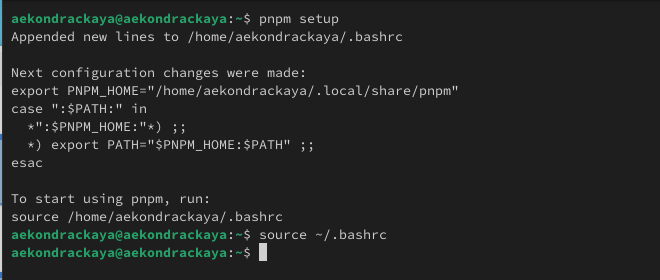 aekondrackaya@aekondrackaya:~$ pnpm setup
Appended new lines to /home/aekondrackaya/.bashrc

Next configuration changes were made:
export PNPM_HOME="/home/aekondrackaya/.local/share/pnpm"
case ":$PATH:" in
  *":$PNPM_HOME:"*) ;;
  *) export PATH="$PNPM_HOME:$PATH" ;;
esac

To start using pnpm, run:
source /home/aekondrackaya/.bashrc
aekondrackaya@aekondrackaya:~$ source ~/.bashrc
aekondrackaya@aekondrackaya:~$